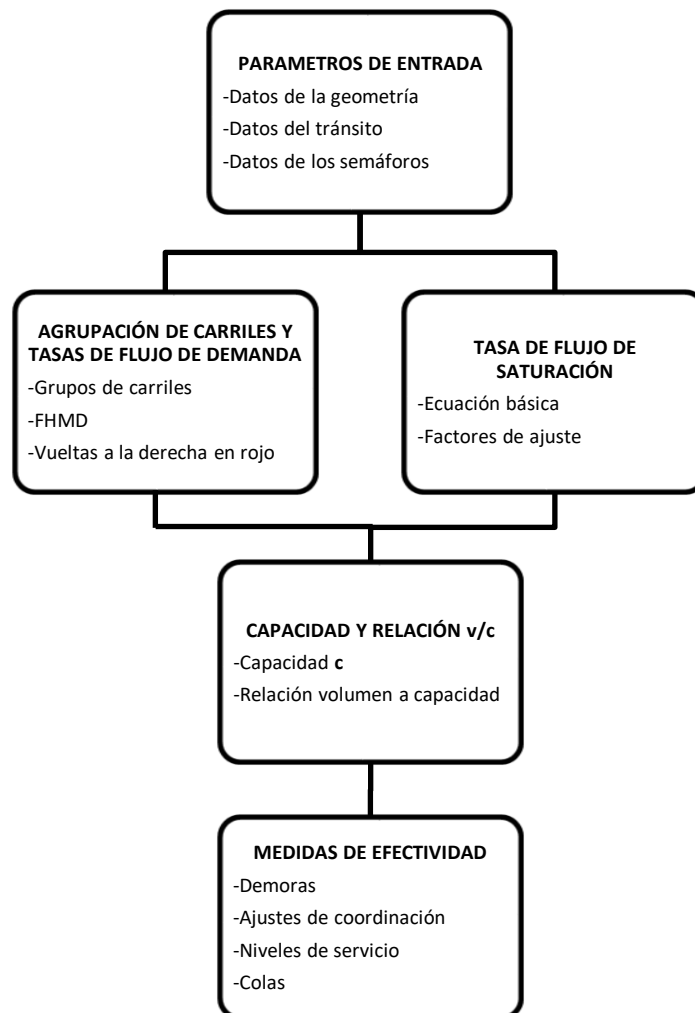 PARAMETROS DE ENTRADA
-Datos de la geometría
-Datos del tránsito
-Datos de los semáforos
AGRUPACIÓN DE CARRILES Y
TASAS DE FLUJO DE DEMANDA
-Grupos de carriles
-FHMD
-Vueltas a la derecha en rojo
TASA DE FLUJO DE
SATURACIÓN
-Ecuación básica
-Factores de ajuste
CAPACIDAD Y RELACIÓN v/c
-Capacidad c
-Relación volumen a capacidad
MEDIDAS DE EFECTIVIDAD
-Demoras
-Ajustes de coordinación
-Niveles de servicio
-Colas